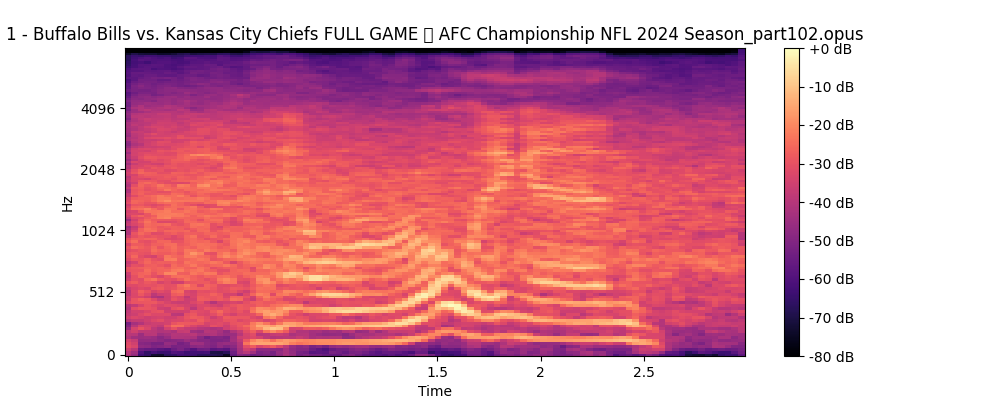 1 - Buffalo Bills vs. Kansas City Chiefs FULL GAME ▯ AFC Championship NFL 2024 Season_part102.opus
+0 dB
-10 dB
-20 dB
-30 dB
-40 dB
-50 dB
-60 dB
-70 dB
-80 dB
4096
2048
1024
512
0
Hz
0
0.5
1
1.5
2
2.5
Time